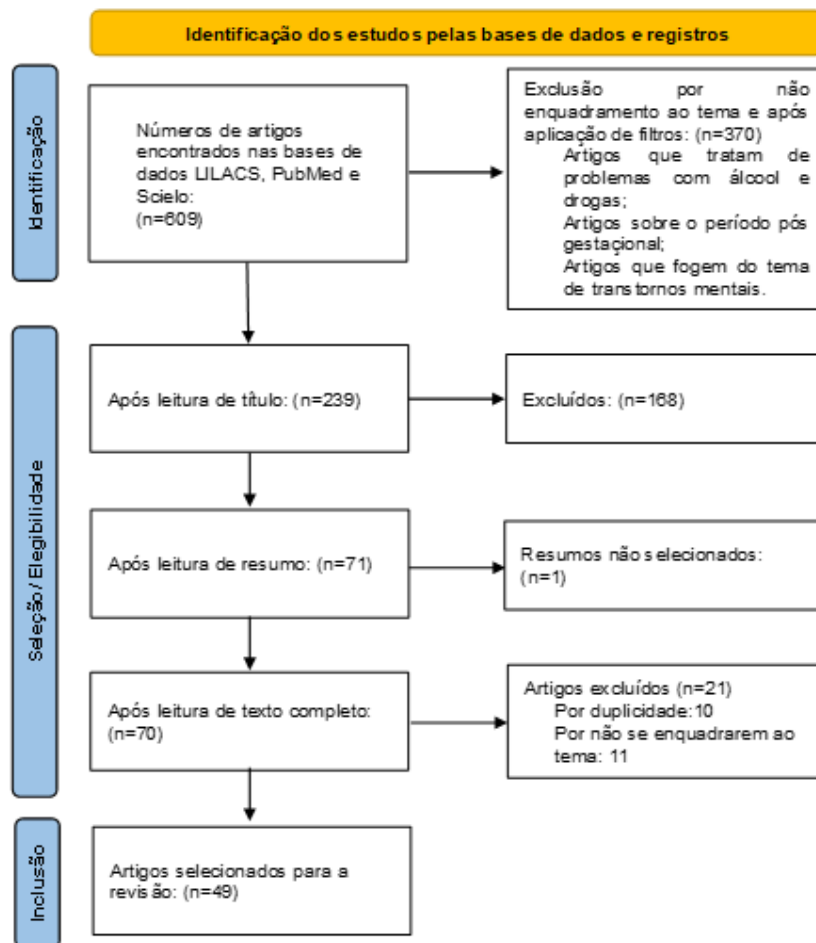 Identificação dos estudos pelas bases de dados e registros
Identificação
Números de artigos
encontrados nas bases de
dados LILACS, PubMed e
Scielo:
(n=609)
Exclusão por não
enquadramento ao tema e após
aplicação de filtros: (n=370)
Artigos que tratam de
problemas com álcool e
drogas;
Artigos sobre o período pós
gestacional;
Artigos que fogem do tema
de transtornos mentais.
Seleção / Elegibilidade
Após leitura de título: (n=239)
Excluídos: (n=168)
Após leitura de resumo: (n=71)
Resumos não selecionados:
(n=1)
Após leitura de texto completo:
(n=70)
Artigos excluídos (n=21)
Por duplicidade:10
Por não se enquadrarem ao
tema: 11
Inclusão
Artigos selecionados para a
revisão: (n=49)